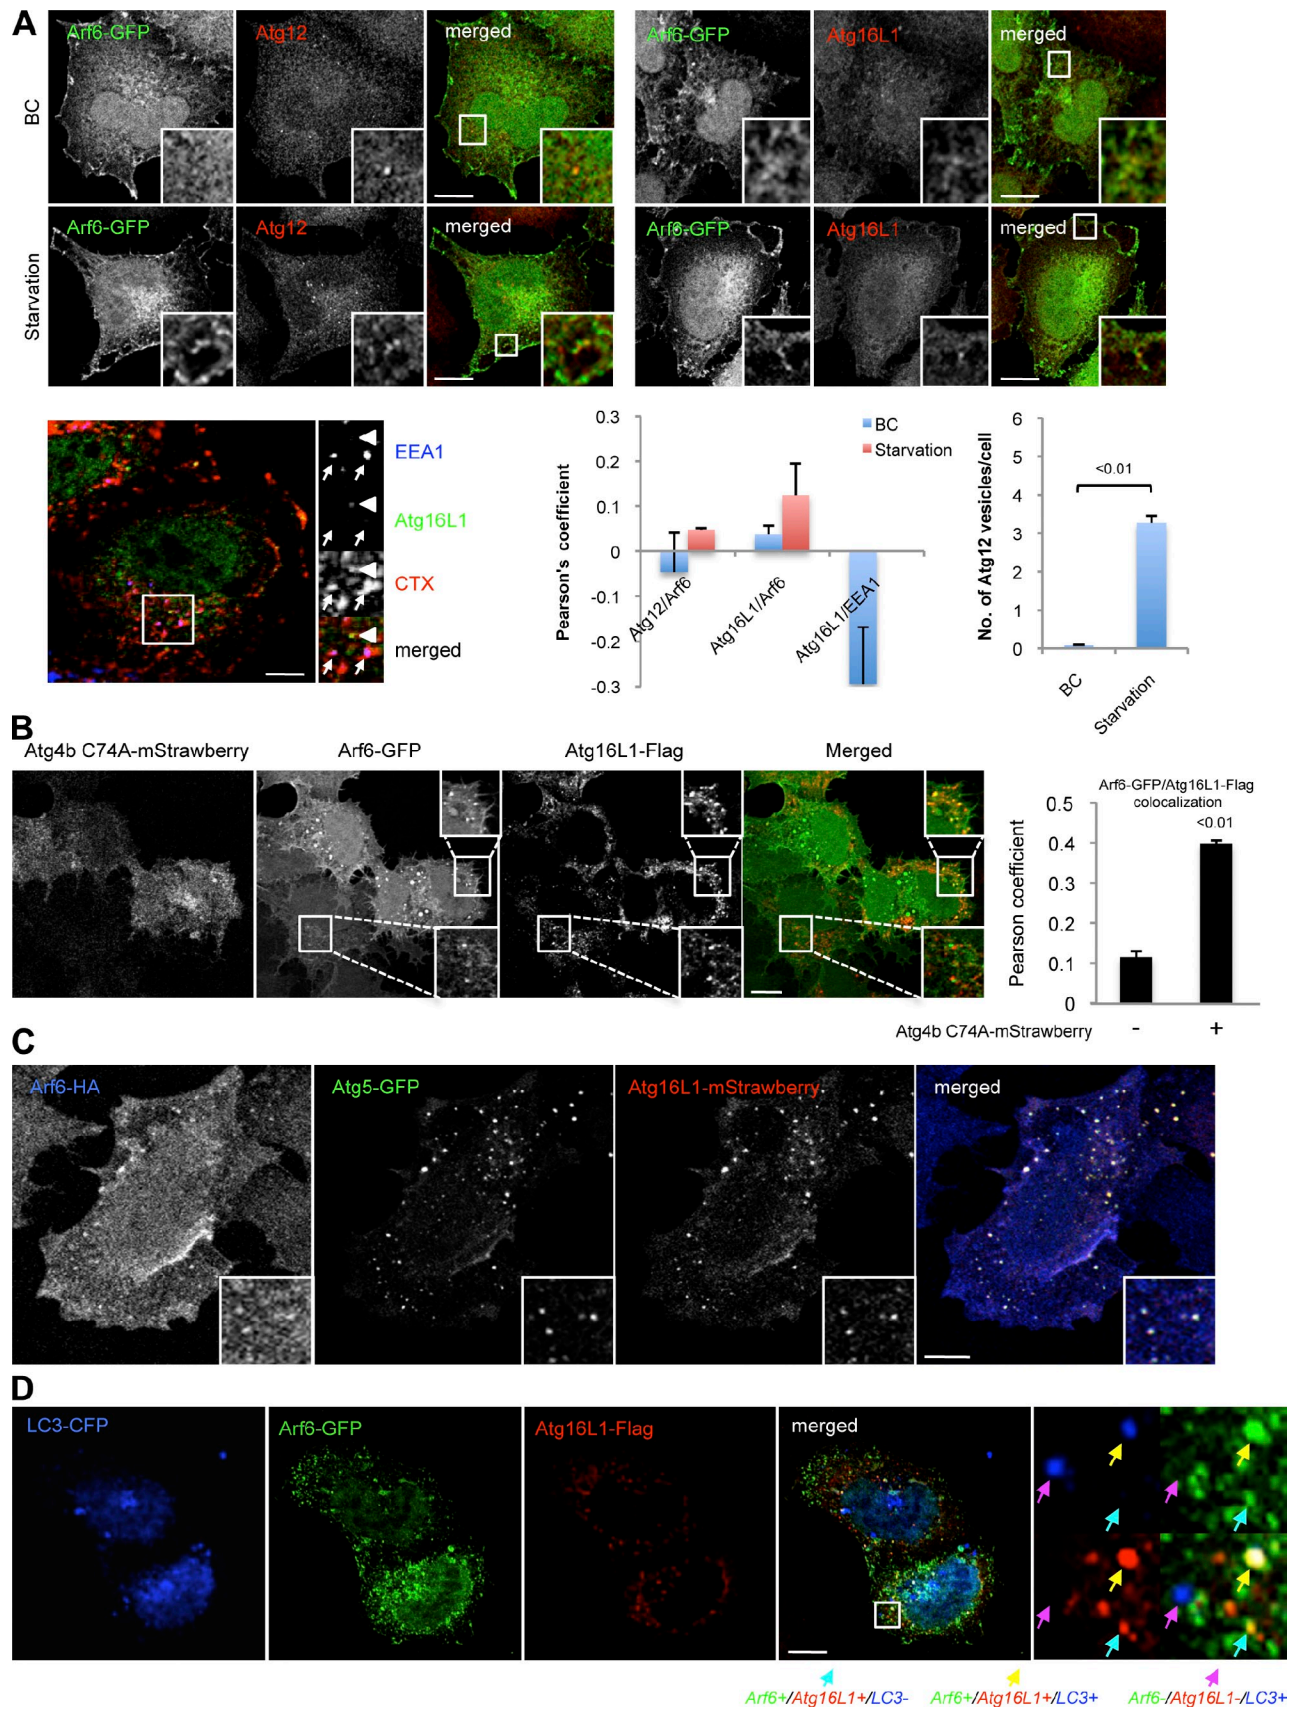 A
Arf6-GFP
Atg12
merged
Arf6-GFP
Atg16L1
merged
BC
Arf6-GFP
Atg12
merged
Arf6-GFP
Atg16L1
merged
Starvation
EEA1
Atg16L1
CTX
merged
Pearson's coefficient
0.3
0.2
0.1
0
-0.1
-0.2
-0.3
BC
Starvation
Atg12/Arf6
Atg16L1/Arf6
Atg16L1/EEA1
No. of Atg12 vesicles/cell
6
5
4
3
2
1
0
<0.01
BC
Starvation
B
Atg4b C74A-mStrawberry
Arf6-GFP
Atg16L1-Flag
Merged
Arf6-GFP/Atg16L1-Flag
colocalization
<0.01
Pearson coefficient
0.5
0.4
0.3
0.2
0.1
0
Atg4b C74A-mStrawberry - +
C
Arf6-HA
Atg5-GFP
Atg16L1-mStrawberry
merged
D
LC3-CFP
Arf6-GFP
Atg16L1-Flag
merged
Arf6+/Atg16L1+/LC3-
Arf6+/Atg16L1+/LC3+
Arf6-/Atg16L1-/LC3+